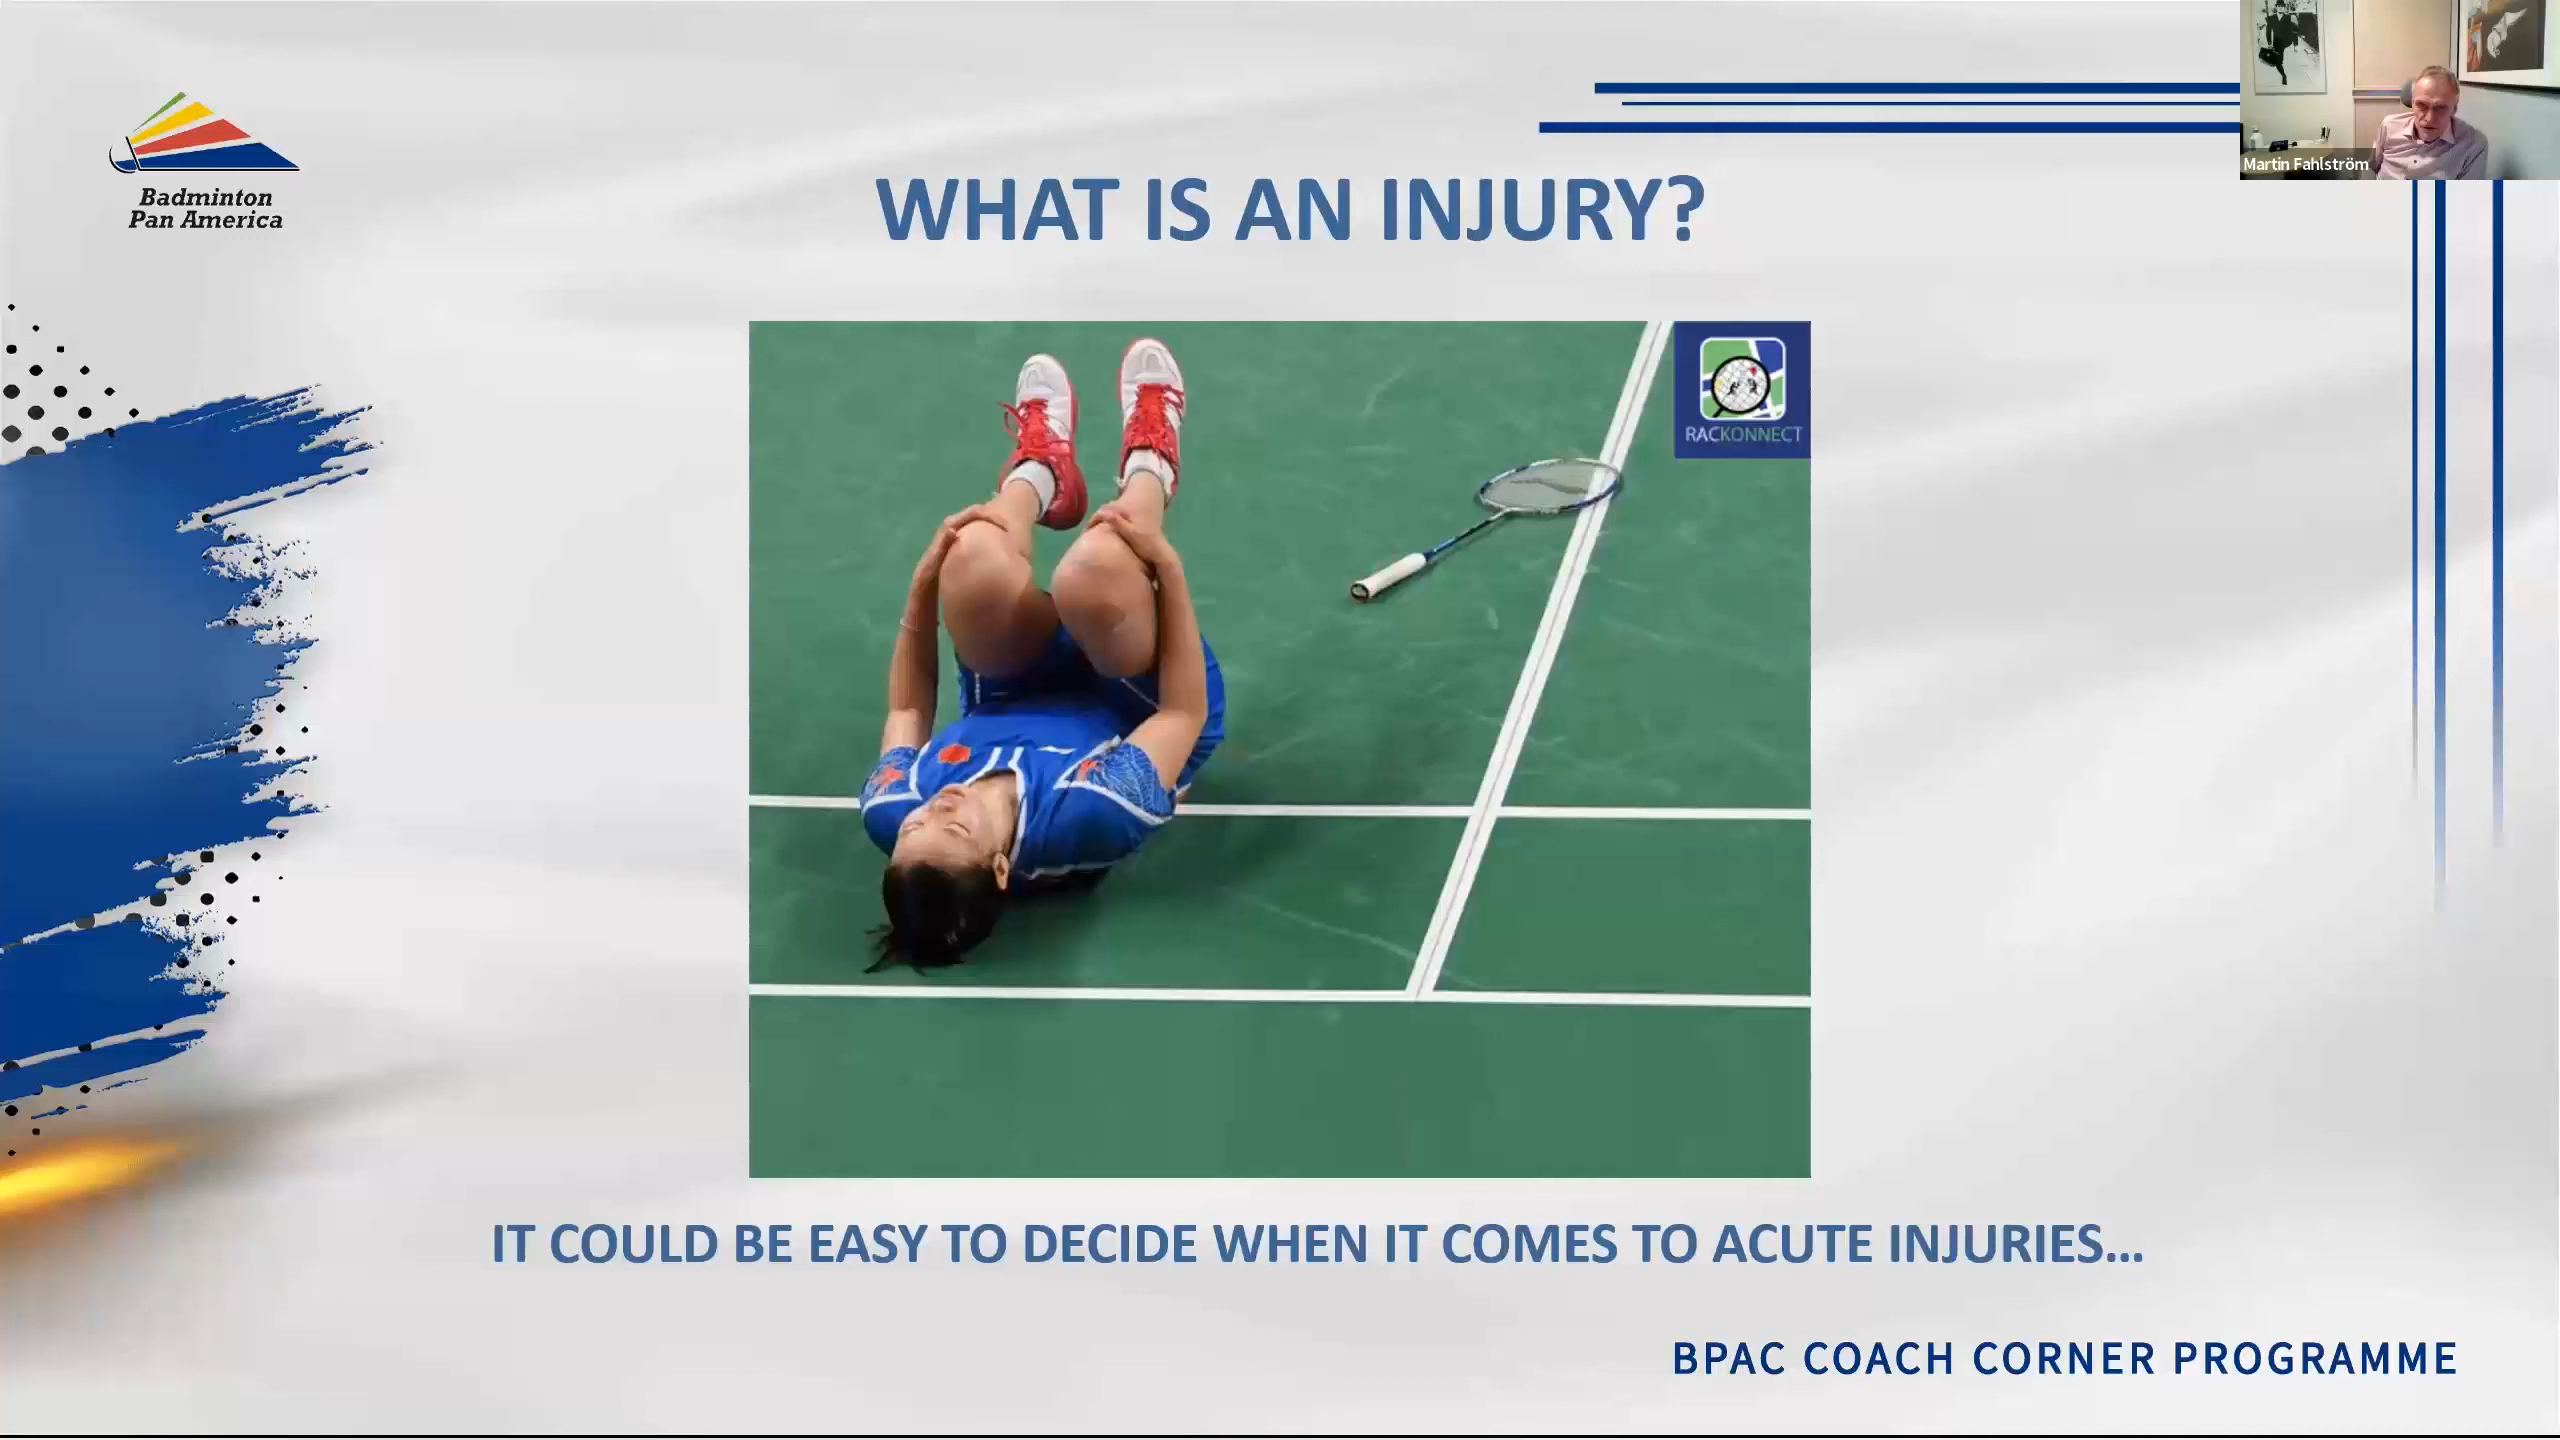 Martin Fahlström
Badminton
Pan America
WHAT IS AN INJURY?
RACKONNECT
IT COULD BE EASY TO DECIDE WHEN IT COMES TO ACUTE INJURIES...
BPAC COACH CORNER PROGRAMME